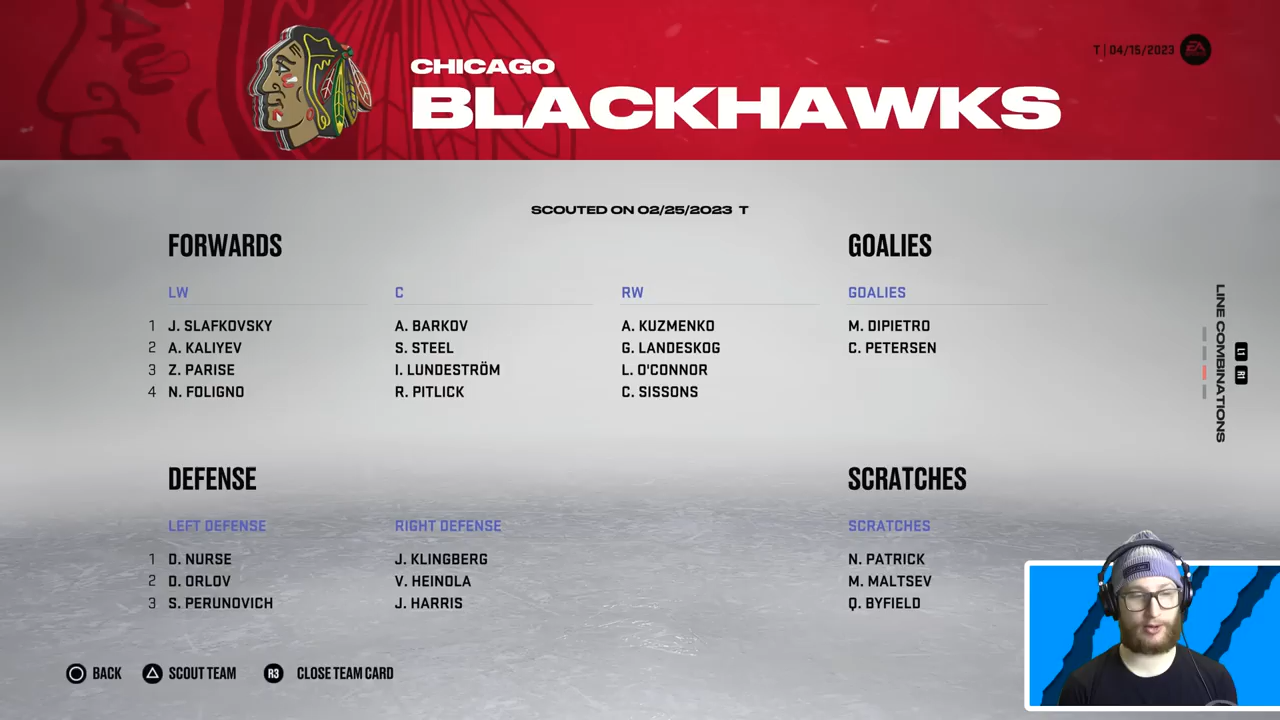 CHICAGO
BLACKHAWKS
T | 04/15/2023
EA
SCOUTED ON 02/25/2023 T
FORWARDS
LW C RW
1 J. SLAFKOVSKY A. BARKOV A. KUZMENKO
2 A. KALIYEV S. STEEL G. LANDESKOG
3 Z. PARISE I. LUNDESTRÖM L. O'CONNOR
4 N. FOLIGNO R. PITLICK C. SISSONS
GOALIES
GOALIES
M. DIPIETRO
C. PETERSEN
LINE COMBINATIONS
L1
R1
DEFENSE
LEFT DEFENSE RIGHT DEFENSE
1 D. NURSE J. KLINGBERG
2 D. ORLOV V. HEINOLA
3 S. PERUNOVICH J. HARRIS
SCRATCHES
SCRATCHES
N. PATRICK
M. MALTSEV
Q. BYFIELD
BACK SCOUT TEAM R3 CLOSE TEAM CARD